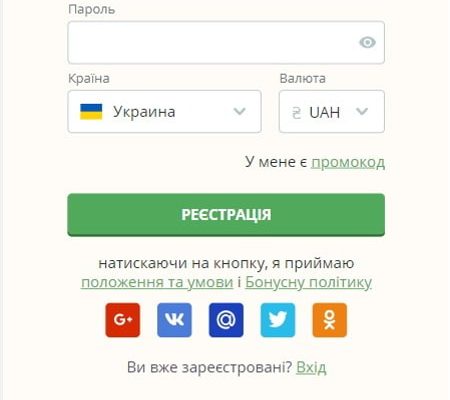 Пароль
Країна Валюта
Украина ₴ UAH
У мене є промокод
РЕЄСТРАЦІЯ
натискаючи на кнопку, я приймаю
положення та умови і Бонусну політику
Ви вже зареєстровані? Вхід